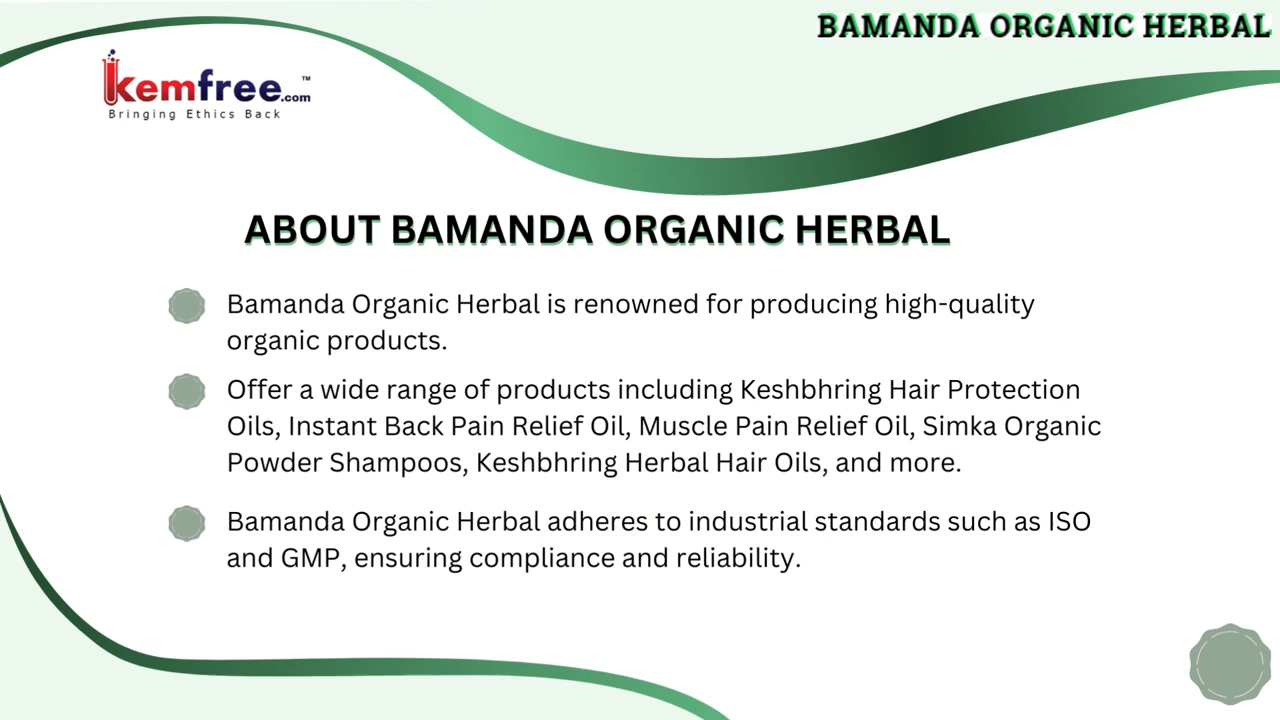 BAMANDA ORGANIC HERBAL
kemfree.com™
Bringing Ethics Back
ABOUT BAMANDA ORGANIC HERBAL
Bamanda Organic Herbal is renowned for producing high-quality
organic products.
Offer a wide range of products including Keshbhring Hair Protection
Oils, Instant Back Pain Relief Oil, Muscle Pain Relief Oil, Simka Organic
Powder Shampoos, Keshbhring Herbal Hair Oils, and more.
Bamanda Organic Herbal adheres to industrial standards such as ISO
and GMP, ensuring compliance and reliability.